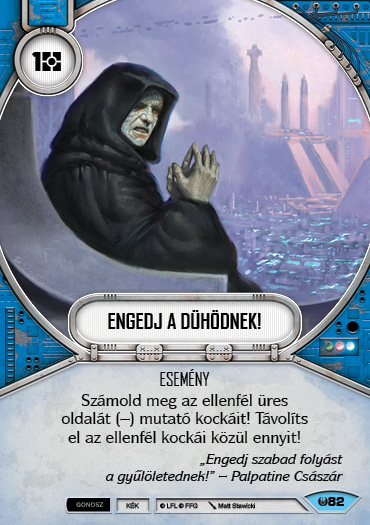 1
ENGEDJ A DÜHÖDNEK!
ESEMÉNY
Számold meg az ellenfél üres
oldalát (–) mutató kockáit! Távolíts
el az ellenfél kockái közül ennyit!
„Engedj szabad folyást
a gyűlöletednek!” – Palpatine Császár
GONOSZ
KÉK
© LFL © FFG
Matt Stawicki
82